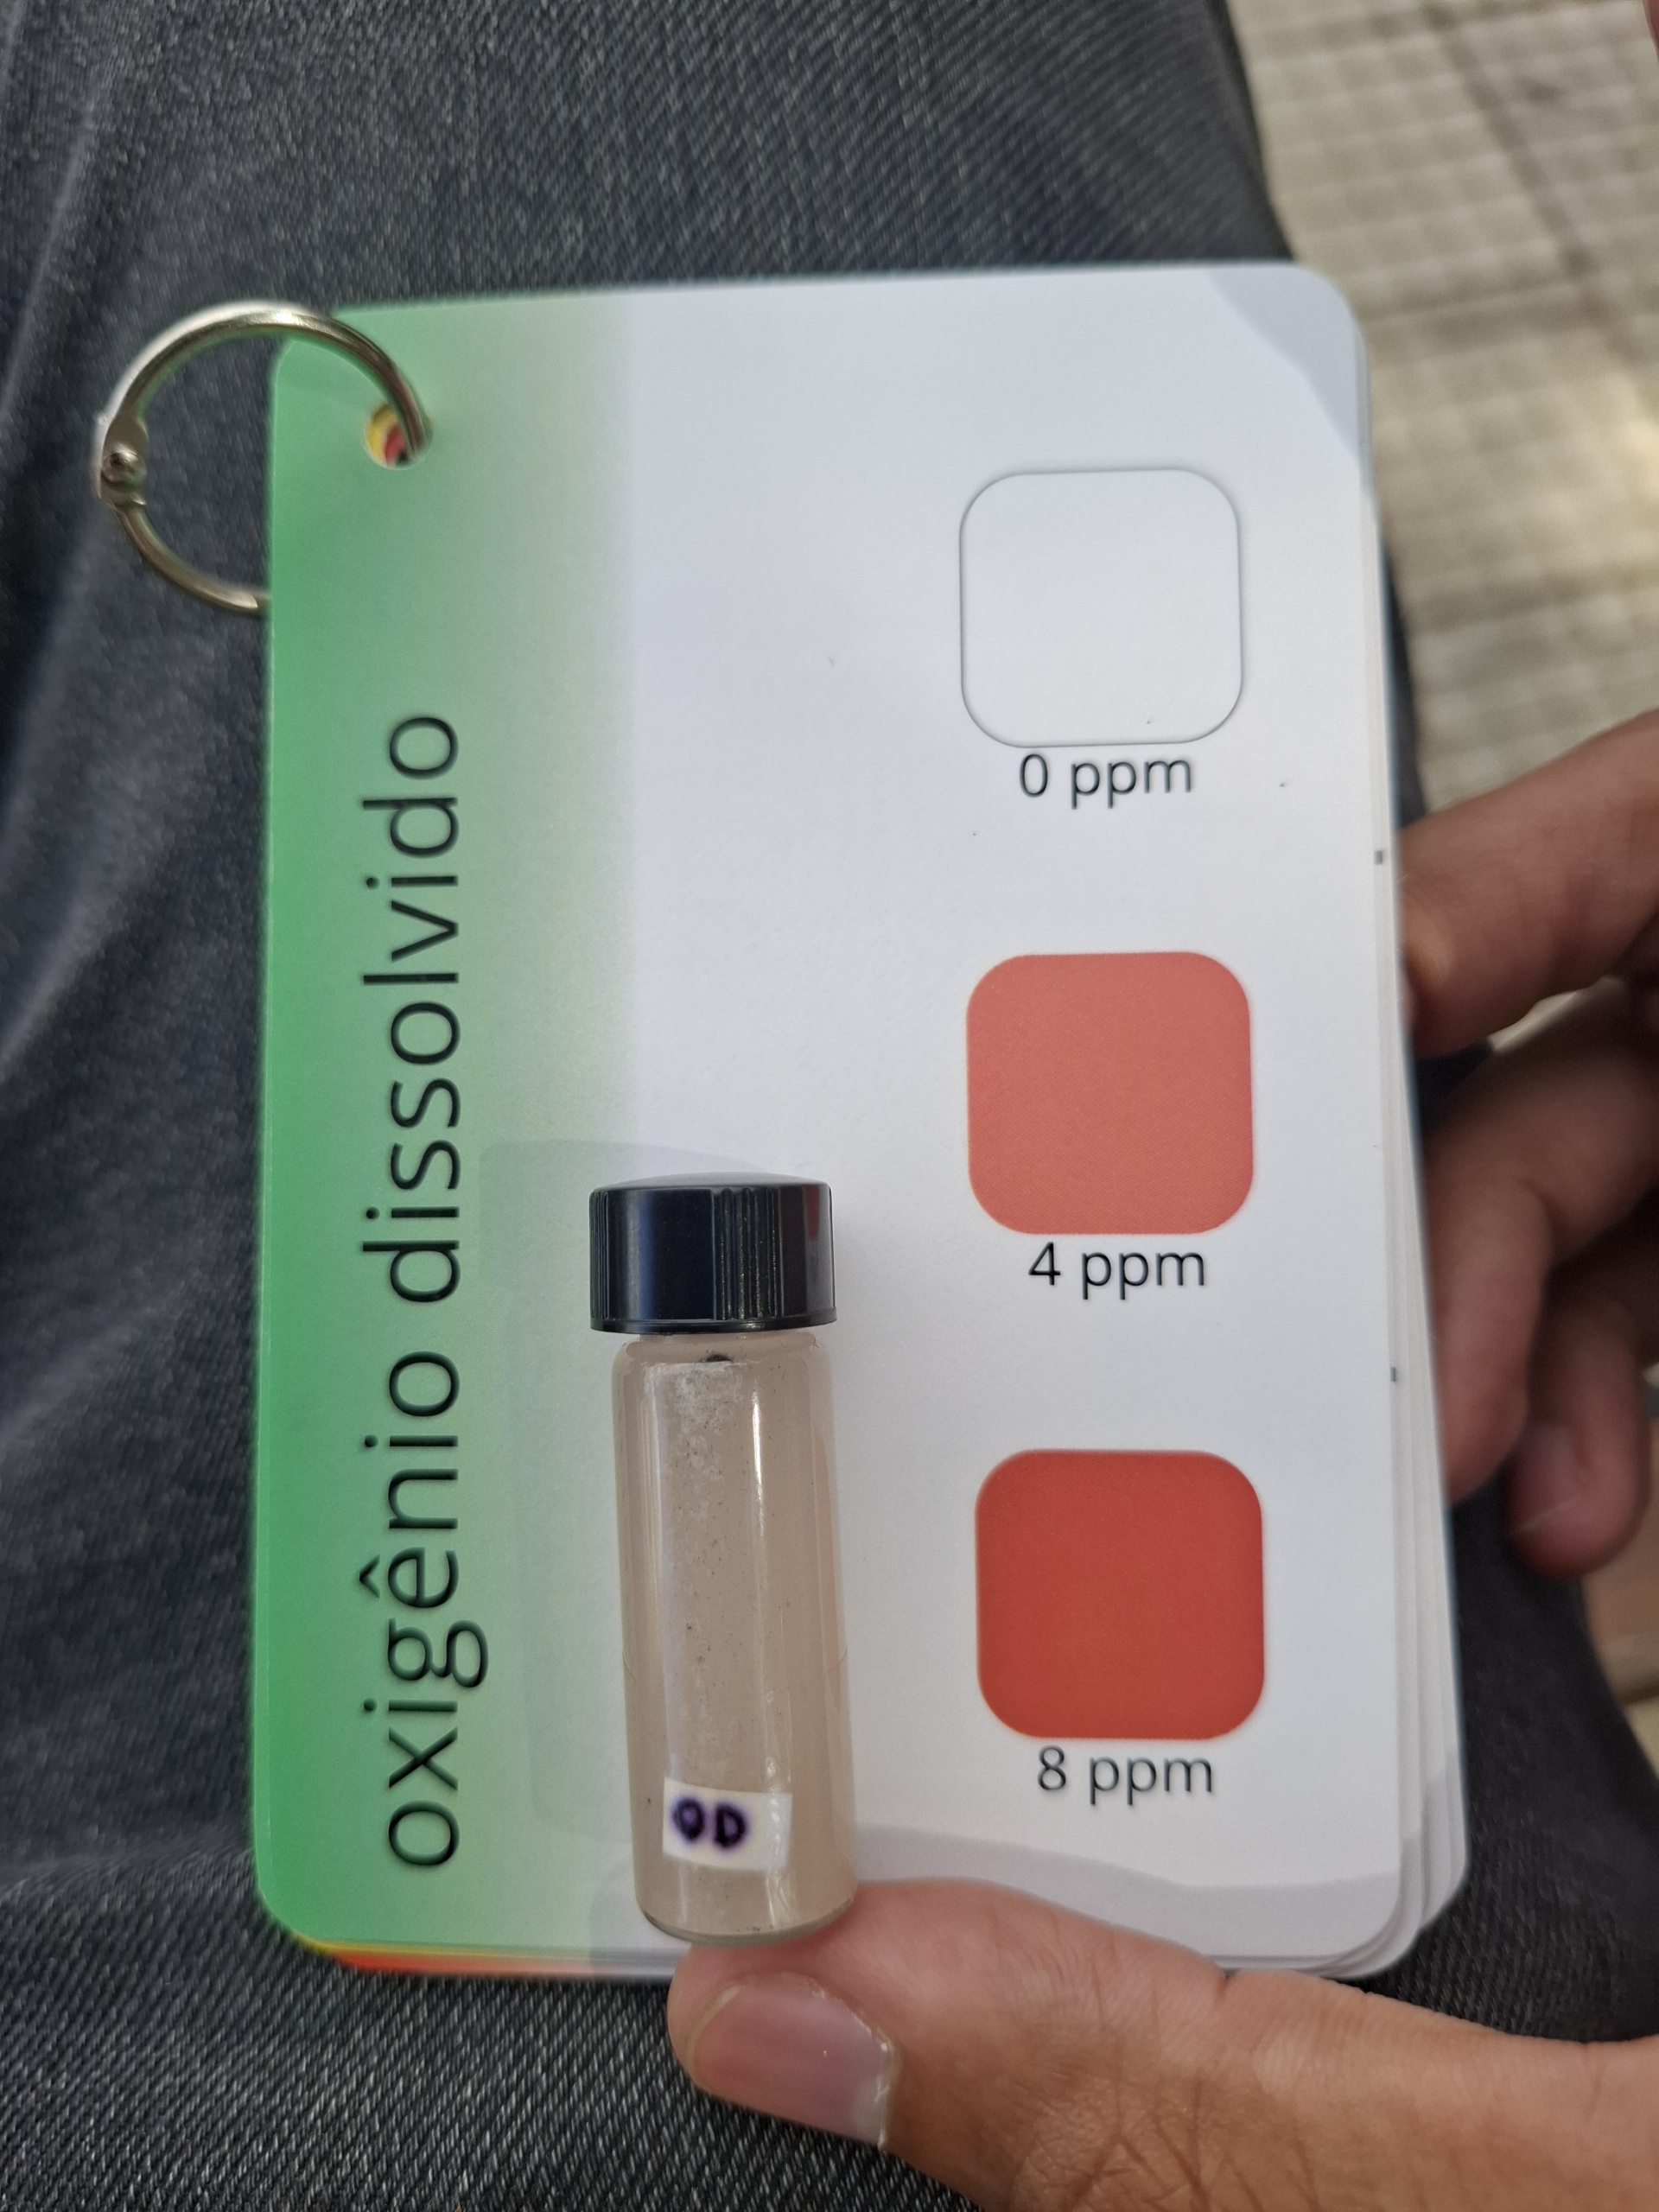 oxigênio dissolvido
0 ppm
4 ppm
8 ppm
OD